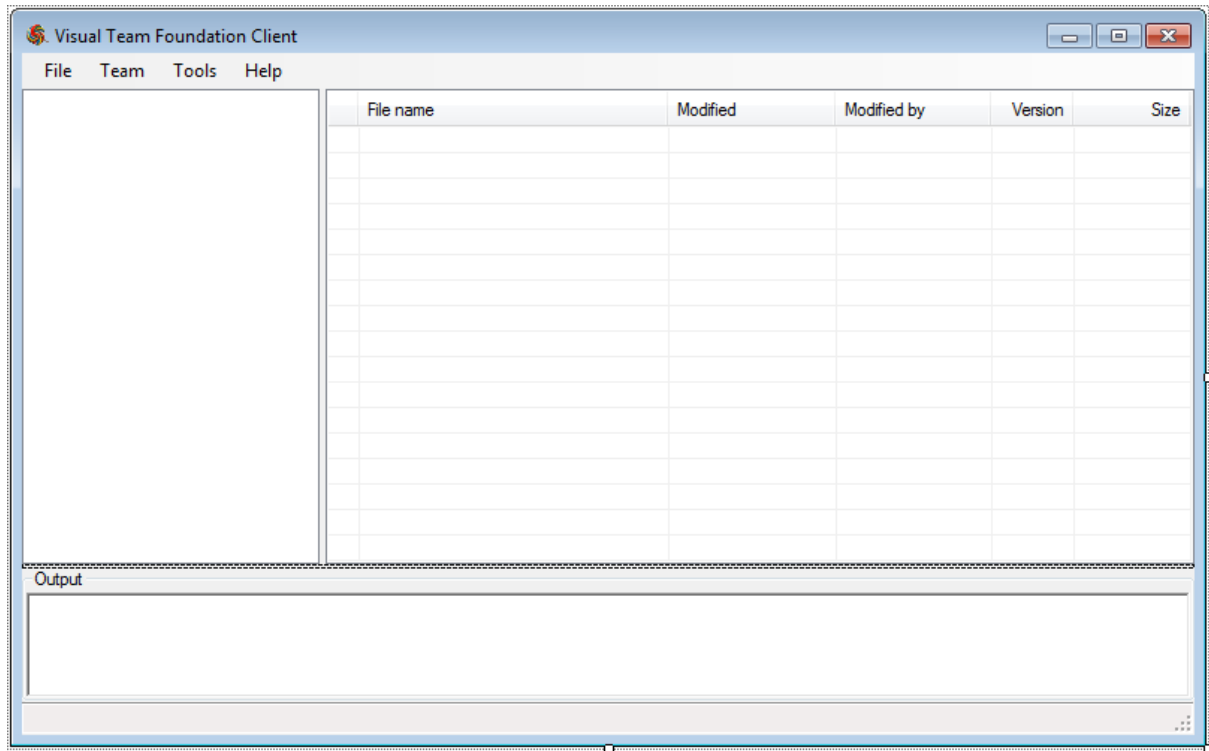 Visual Team Foundation Client
File Team Tools Help
File name Modified Modified by Version Size
Output